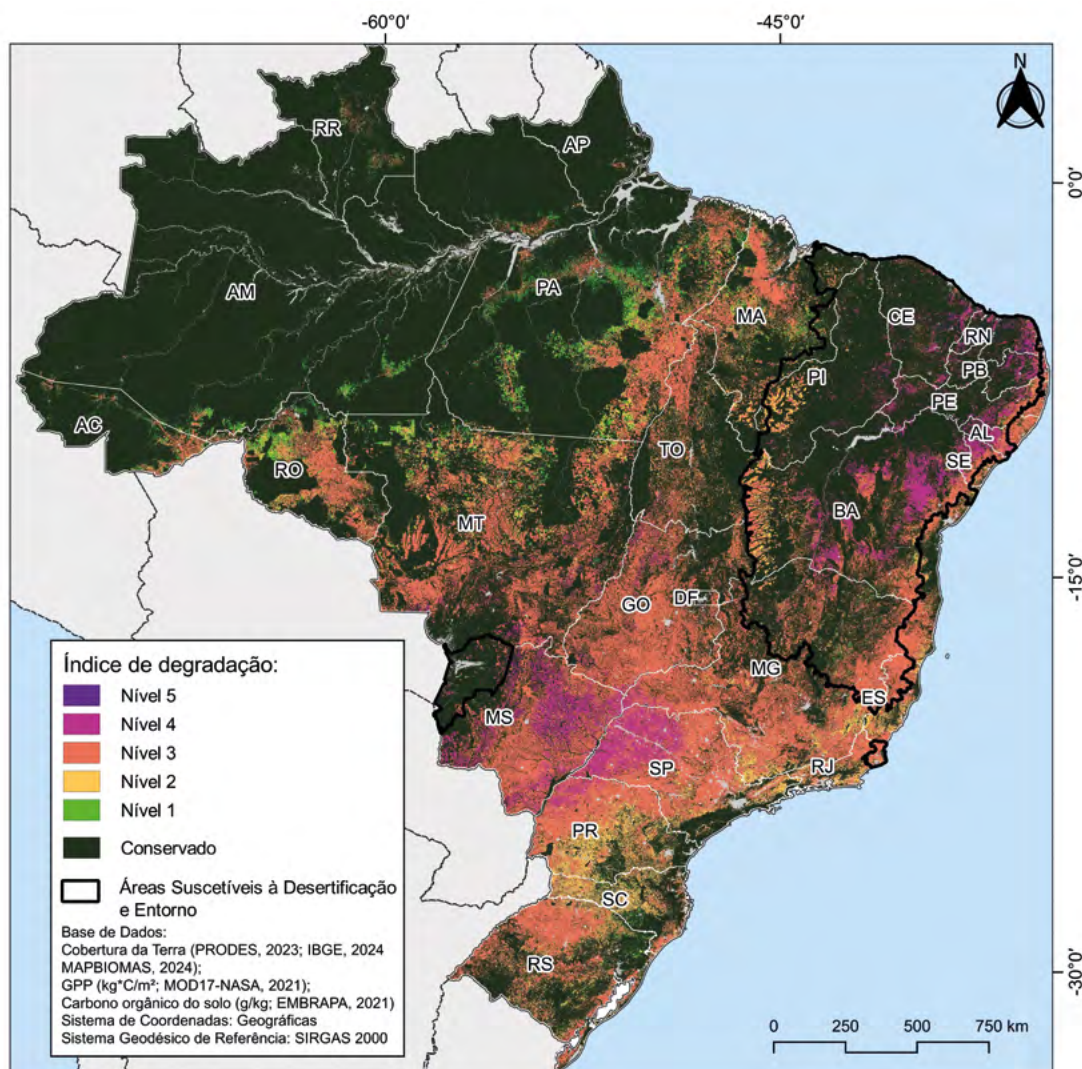 -60°0′
-45°0′
N
RR
AP
0°0′
AM
PA
MA
CE
RN
PB
PI
PE
AC
AL
TO
SE
RO
BA
MT
-15°0′
GO
DF
MG
ES
MS
RJ
SP
PR
SC
RS
-30°0′
Índice de degradação:
Nível 5
Nível 4
Nível 3
Nível 2
Nível 1
Conservado
Áreas Suscetíveis à Desertificação
e Entorno
Base de Dados:
Cobertura da Terra (PRODES, 2023; IBGE, 2024
MAPBIOMAS, 2024);
GPP (kg*C/m²; MOD17-NASA, 2021);
Carbono orgânico do solo (g/kg; EMBRAPA, 2021)
Sistema de Coordenadas: Geográficas
Sistema Geodésico de Referência: SIRGAS 2000
0 250 500 750 km